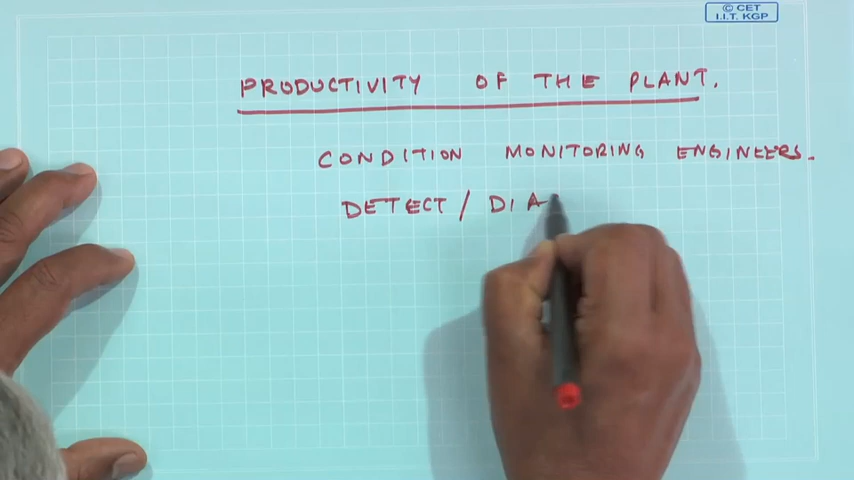 © CET
I.I.T. KGP
PRODUCTIVITY OF THE PLANT.
CONDITION MONITORING ENGINEERS.
DETECT / DIA